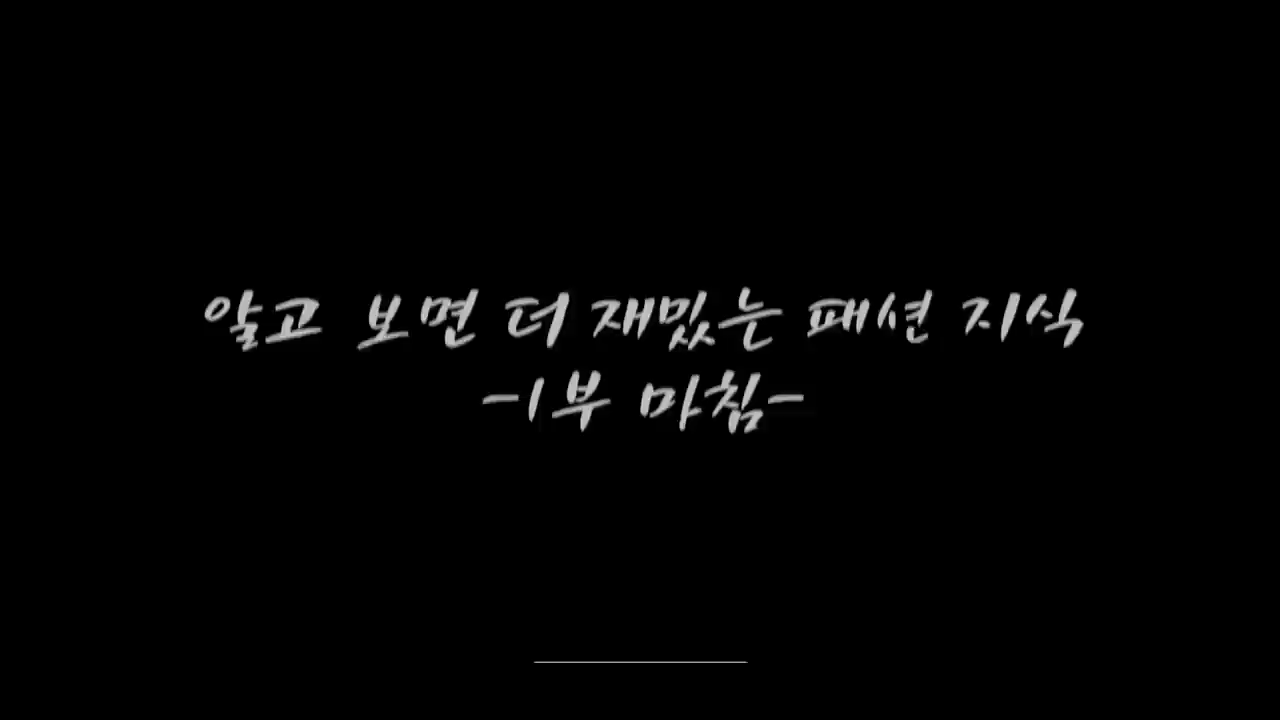 알고 보면 더 재밌는 패션 지식
-1부 마침-